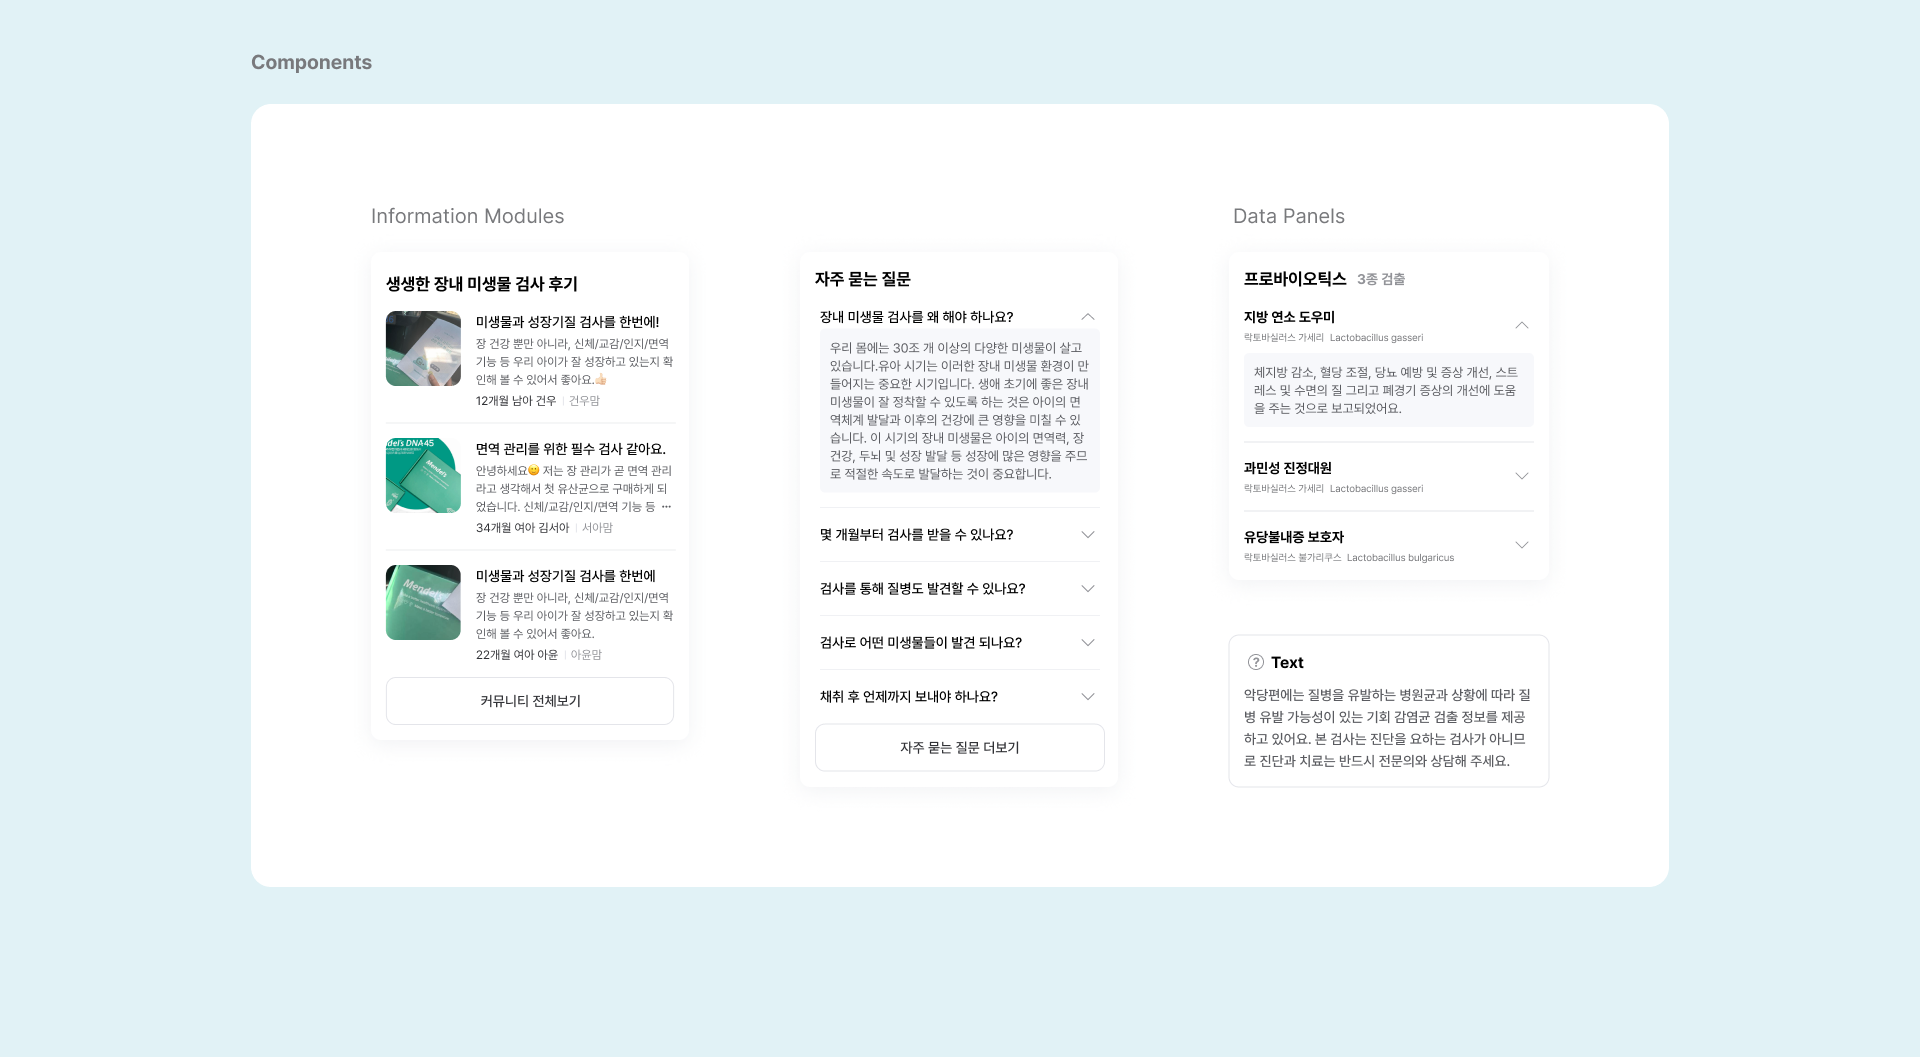 Components
Information Modules
생생한 장내 미생물 검사 후기
del's DNA45
미생물과 성장기질 검사를 한번에!
장 건강 뿐만 아니라, 신체/교감/인지/면역
기능 등 우리 아이가 잘 성장하고 있는지 확
인해 볼 수 있어서 좋아요.👍🏻
12개월 남아 건우 | 건우맘
면역 관리를 위한 필수 검사 같아요.
안녕하세요🙂 저는 장 관리가 곧 면역 관리
라고 생각해서 첫 유산균으로 구매하게 되
었습니다. 신체/교감/인지/면역 기능 등 ···
34개월 여아 김서아 | 서아맘
Mendel's
미생물과 성장기질 검사를 한번에
장 건강 뿐만 아니라, 신체/교감/인지/면역
기능 등 우리 아이가 잘 성장하고 있는지 확
인해 볼 수 있어서 좋아요.
22개월 여아 아윤 | 아윤맘
Mendel's
커뮤니티 전체보기
자주 묻는 질문
장내 미생물 검사를 왜 해야 하나요?
우리 몸에는 30조 개 이상의 다양한 미생물이 살고
있습니다.유아 시기는 이러한 장내 미생물 환경이 만
들어지는 중요한 시기입니다. 생애 초기에 좋은 장내
미생물이 잘 정착할 수 있도록 하는 것은 아이의 면
역체계 발달과 이후의 건강에 큰 영향을 미칠 수 있
습니다. 이 시기의 장내 미생물은 아이의 면역력, 장
건강, 두뇌 및 성장 발달 등 성장에 많은 영향을 주므
로 적절한 속도로 발달하는 것이 중요합니다.
몇 개월부터 검사를 받을 수 있나요?
검사를 통해 질병도 발견할 수 있나요?
검사로 어떤 미생물들이 발견 되나요?
채취 후 언제까지 보내야 하나요?
자주 묻는 질문 더보기
Data Panels
프로바이오틱스 3종 검출
지방 연소 도우미
락토바실러스 가세리 Lactobacillus gasseri
체지방 감소, 혈당 조절, 당뇨 예방 및 증상 개선, 스트
레스 및 수면의 질 그리고 폐경기 증상의 개선에 도움
을 주는 것으로 보고되었어요.
과민성 진정대원
락토바실러스 가세리 Lactobacillus gasseri
유당불내증 보호자
락토바실러스 불가리쿠스 Lactobacillus bulgaricus
? Text
악당편에는 질병을 유발하는 병원균과 상황에 따라 질
병 유발 가능성이 있는 기회 감염균 검출 정보를 제공
하고 있어요. 본 검사는 진단을 요하는 검사가 아니므
로 진단과 치료는 반드시 전문의와 상담해 주세요.